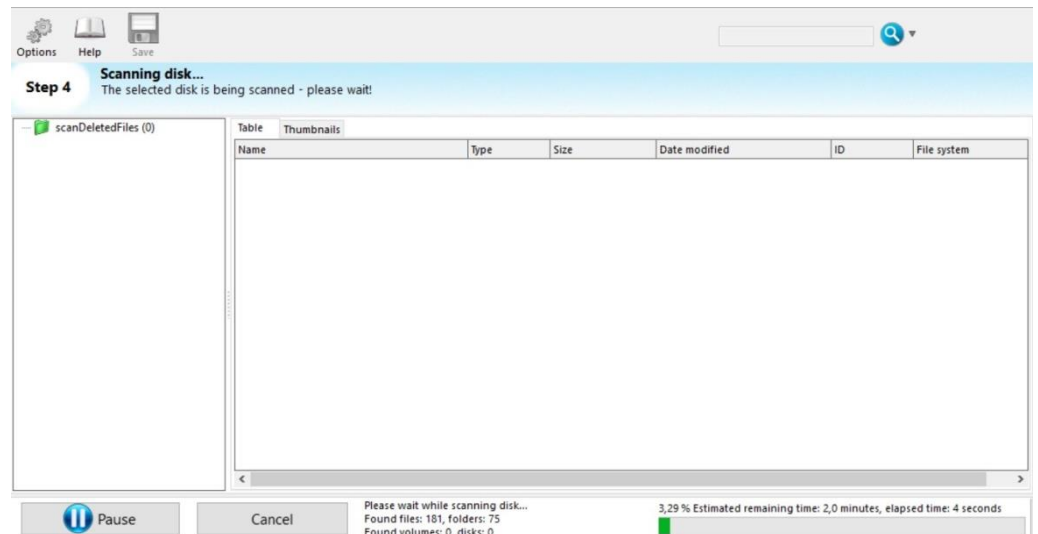 Options Help Save
Scanning disk...
Step 4
The selected disk is being scanned - please wait!
scanDeletedFiles (0)
Table Thumbnails
Name Type Size Date modified ID File system
Pause
Cancel
Please wait while scanning disk...
Found files: 181, folders: 75
Found volumes: 0, disks: 0
3,29 % Estimated remaining time: 2,0 minutes, elapsed time: 4 seconds